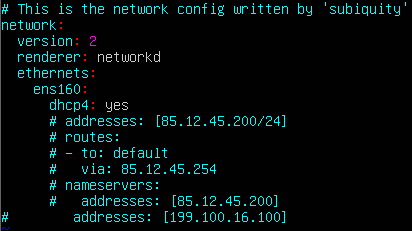 # This is the network config written by 'subiquity'
network:
  version: 2
  renderer: networkd
  ethernets:
    ens160:
      dhcp4: yes
      # addresses: [85.12.45.200/24]
      # routes:
      # - to: default
      #   via: 85.12.45.254
      # nameservers:
      #   addresses: [85.12.45.200]
#         addresses: [199.100.16.100]